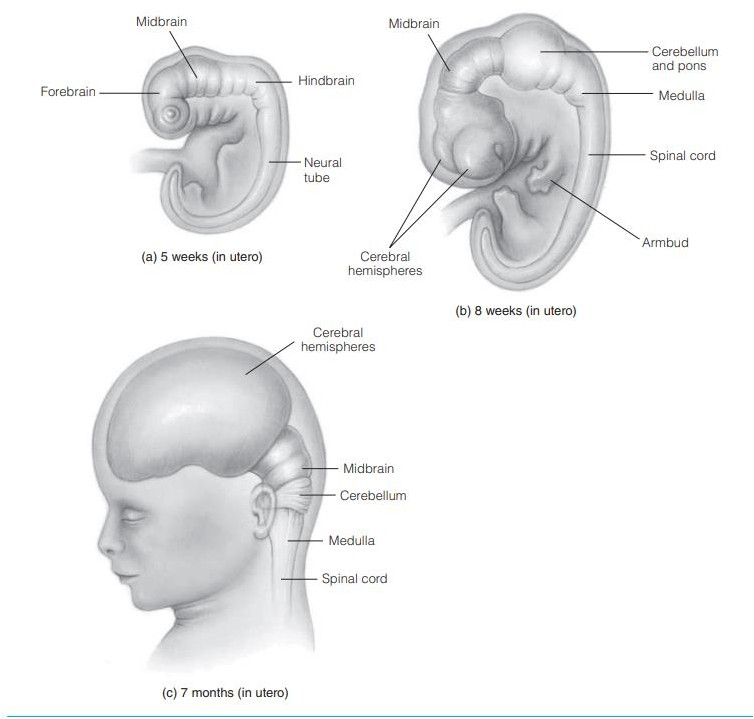 Midbrain
Forebrain
Hindbrain
Neural
tube
(a) 5 weeks (in utero)
Midbrain
Cerebellum
and pons
Medulla
Spinal cord
Armbud
Cerebral
hemispheres
(b) 8 weeks (in utero)
Cerebral
hemispheres
Midbrain
Cerebellum
Medulla
Spinal cord
(c) 7 months (in utero)